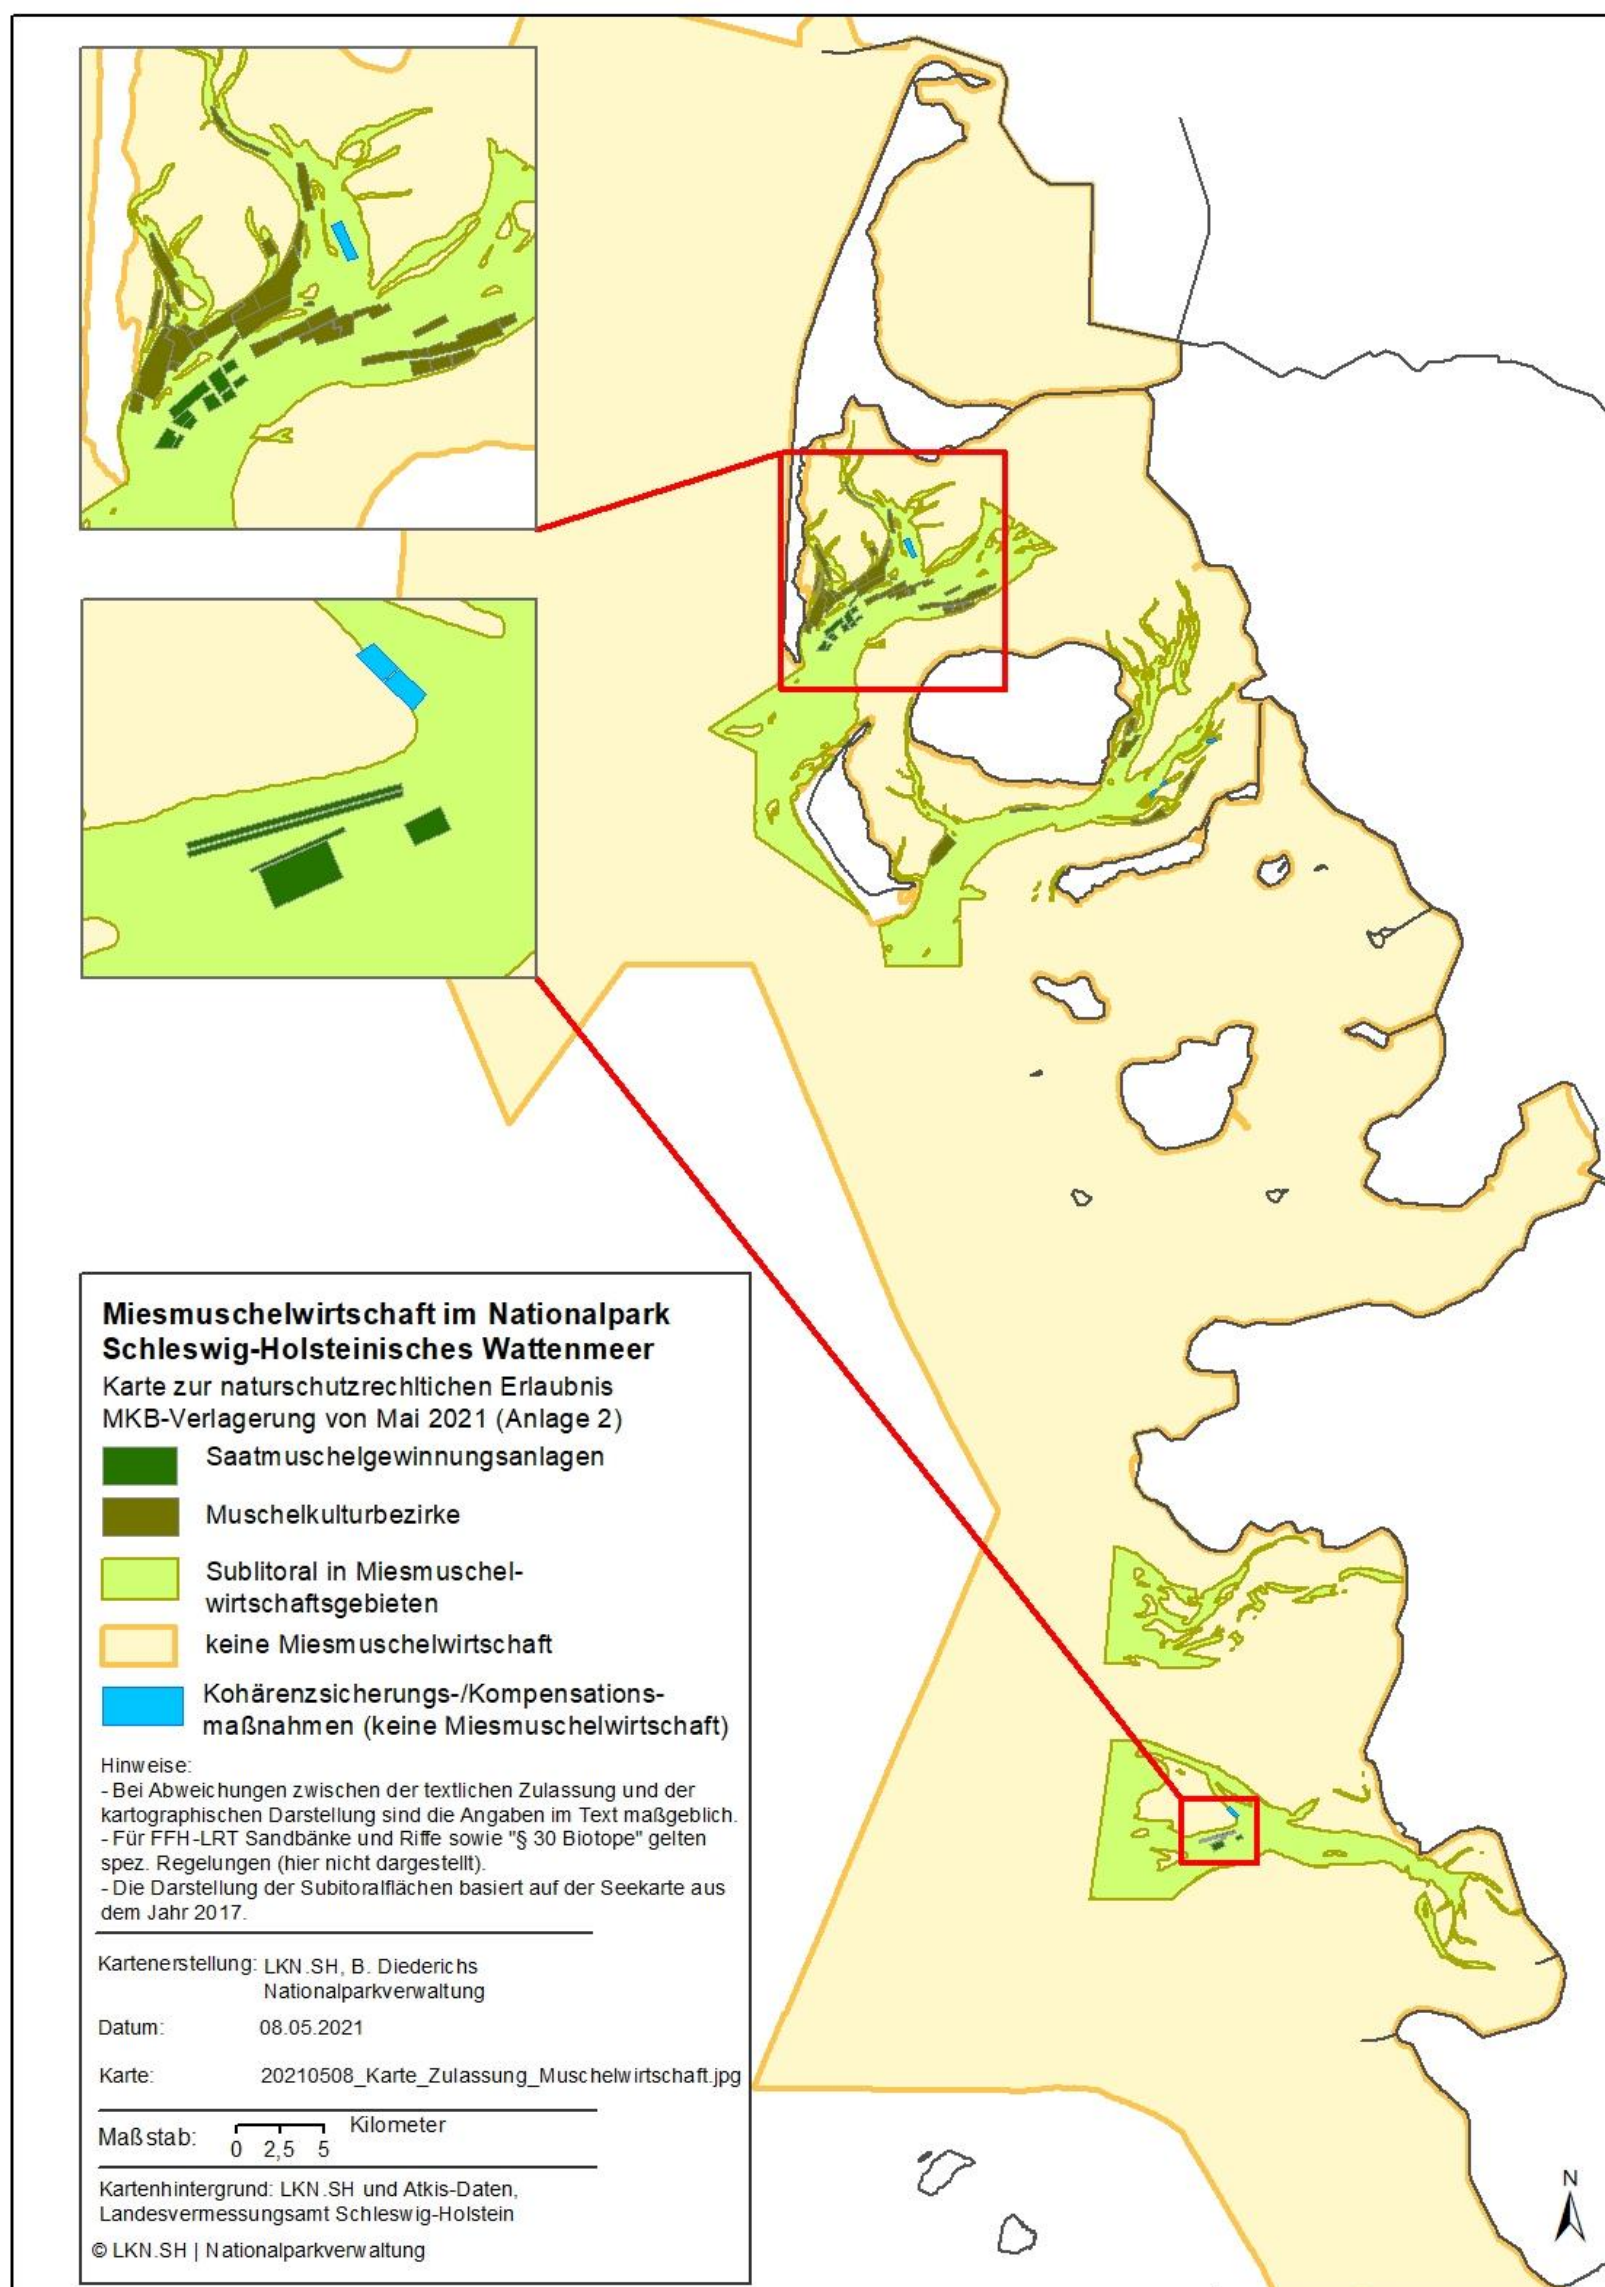 Miesmuschelwirtschaft im Nationalpark
Schleswig-Holsteinisches Wattenmeer
Karte zur naturschutzrechltichen Erlaubnis
MKB-Verlagerung von Mai 2021 (Anlage 2)
Saatmuschelgewinnungsanlagen
Muschelkulturbezirke
Sublitoral in Miesmuschel-
wirtschaftsgebieten
keine Miesmuschelwirtschaft
Kohärenzsicherungs-/Kompensations-
maßnahmen (keine Miesmuschelwirtschaft)
Hinweise:
- Bei Abweichungen zwischen der textlichen Zulassung und der
kartographischen Darstellung sind die Angaben im Text maßgeblich.
- Für FFH-LRT Sandbänke und Riffe sowie "§ 30 Biotope" gelten
spez. Regelungen (hier nicht dargestellt).
- Die Darstellung der Subitoralflächen basiert auf der Seekarte aus
dem Jahr 2017.
Kartenerstellung: LKN.SH, B. Diederichs
Nationalparkverwaltung
Datum: 08.05.2021
Karte: 20210508_Karte_Zulassung_Muschelwirtschaft.jpg
Maßstab: Kilometer
0 2,5 5
Kartenhintergrund: LKN.SH und Atkis-Daten,
Landesvermessungsamt Schleswig-Holstein
© LKN.SH | Nationalparkverwaltung
N